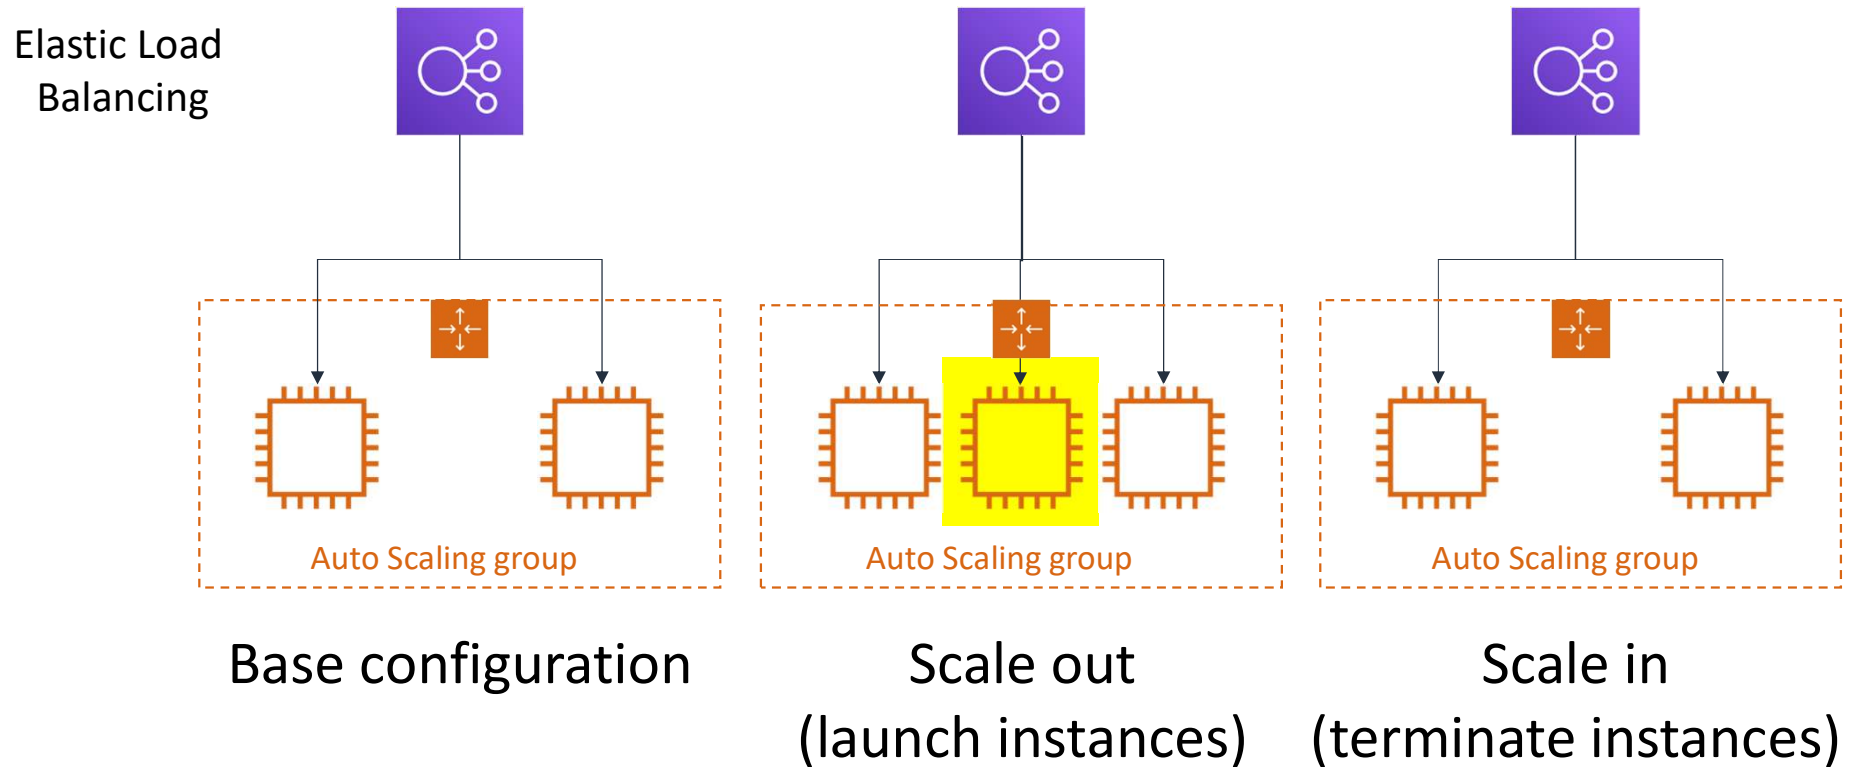 Elastic Load
Balancing
Auto Scaling group
Auto Scaling group
Auto Scaling group
Base configuration
Scale out
(launch instances)
Scale in
(terminate instances)